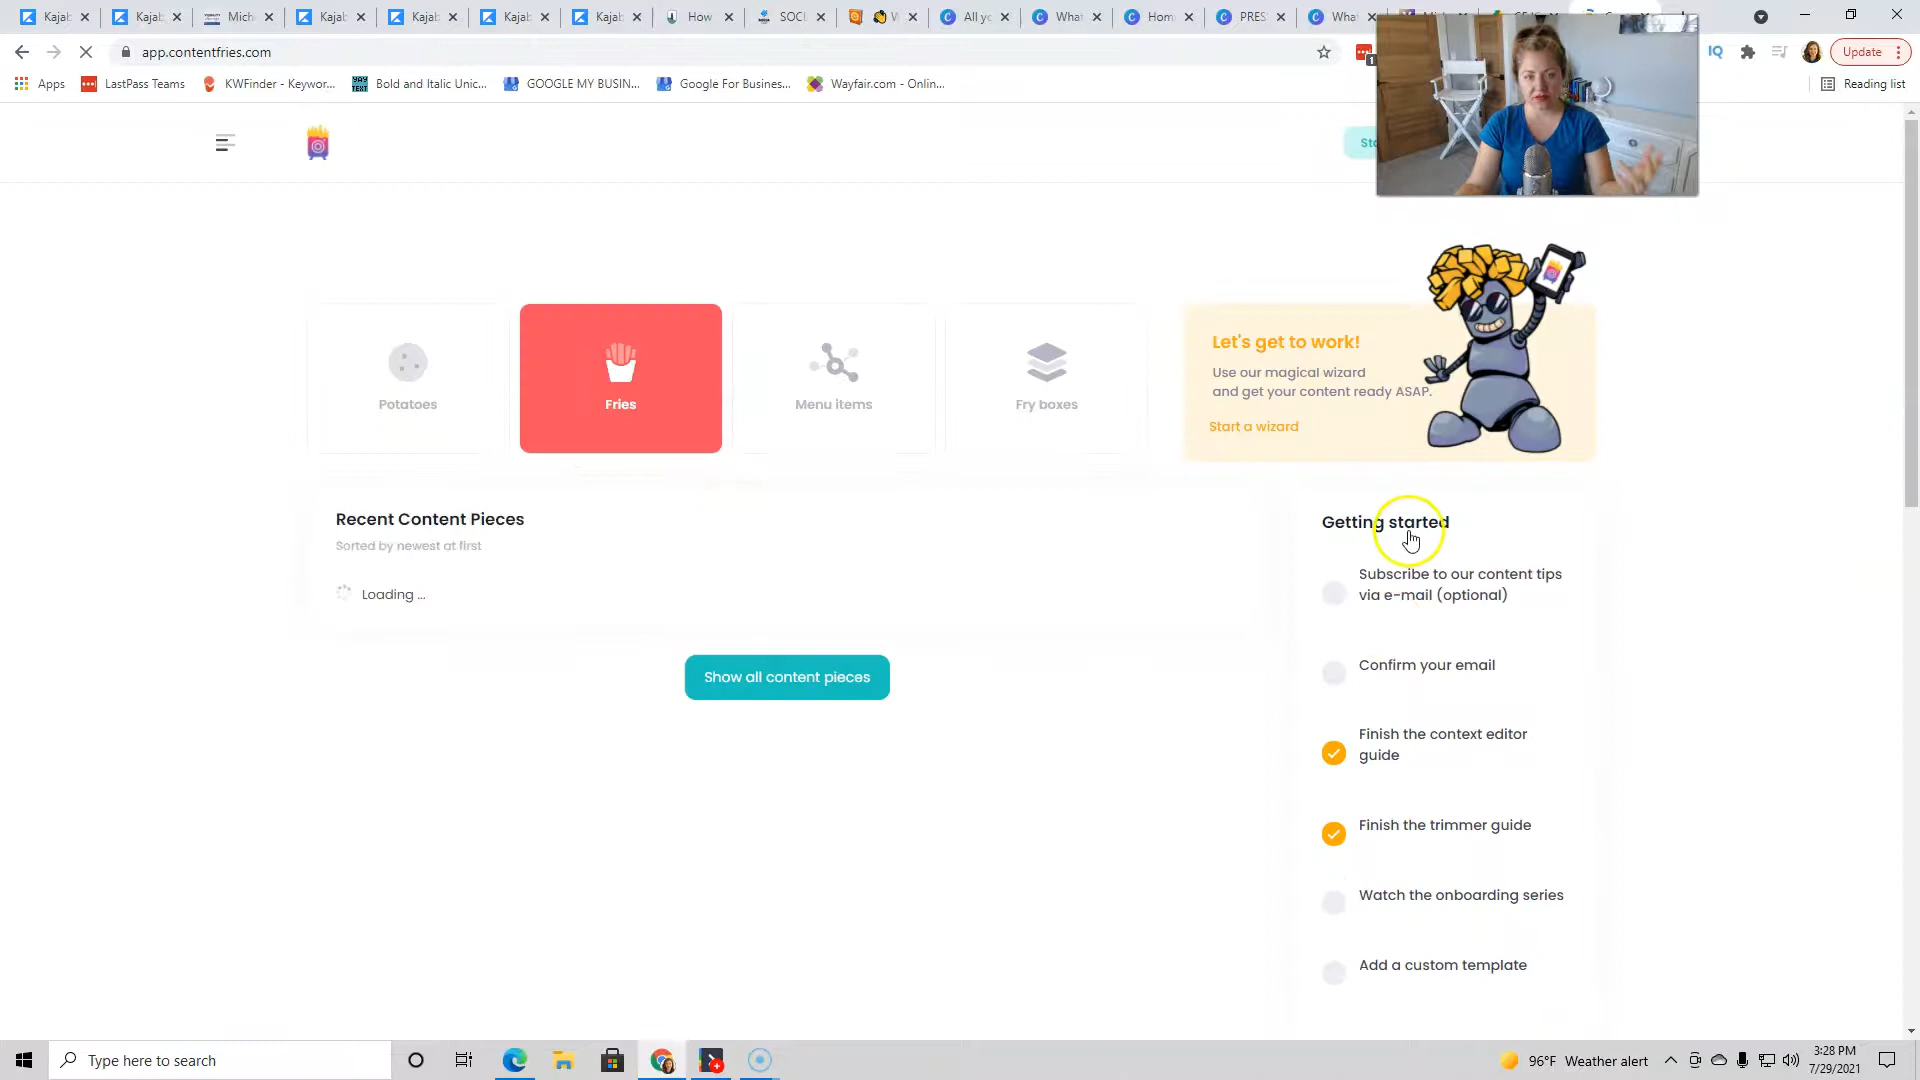 Kajab Kajab Mich Kajab Kajab Kajab Kajab How SOCI All yo What Hom PRES What
app.contentfries.com
IQ Update
Apps LastPass Teams KWFinder - Keywor... Bold and Italic Unic... GOOGLE MY BUSIN... Google For Busines... Wayfair.com - Onlin... Reading list
Let's get to work!
Use our magical wizard
and get your content ready ASAP.
Start a wizard
Potatoes Fries Menu items Fry boxes
Recent Content Pieces
Sorted by newest at first
Loading ...
Show all content pieces
Getting started
Subscribe to our content tips
via e-mail (optional)
Confirm your email
Finish the context editor
guide
Finish the trimmer guide
Watch the onboarding series
Add a custom template
Type here to search
96°F Weather alert
3:28 PM
7/29/2021